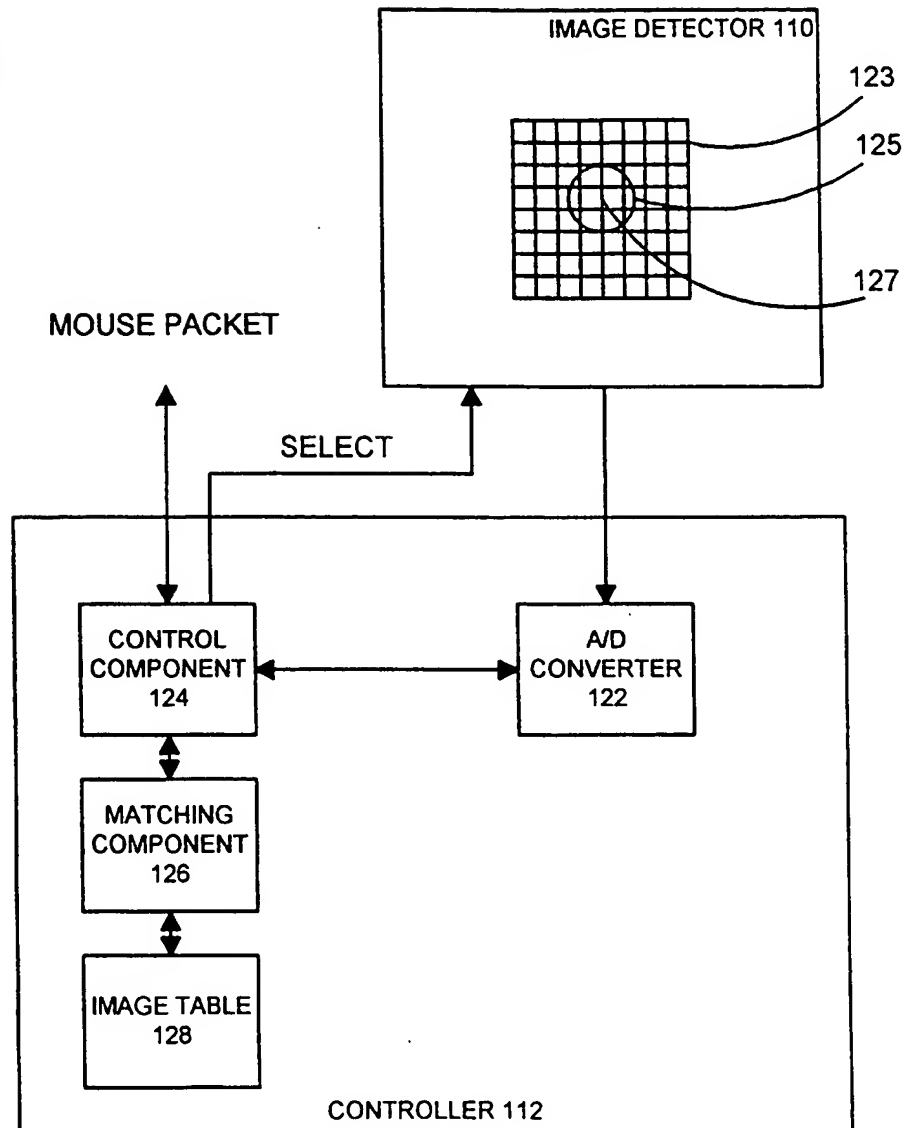 IMAGE DETECTOR 110
123
125
127
MOUSE PACKET
SELECT
CONTROL
COMPONENT
124
A/D
CONVERTER
122
MATCHING
COMPONENT
126
IMAGE TABLE
128
CONTROLLER 112